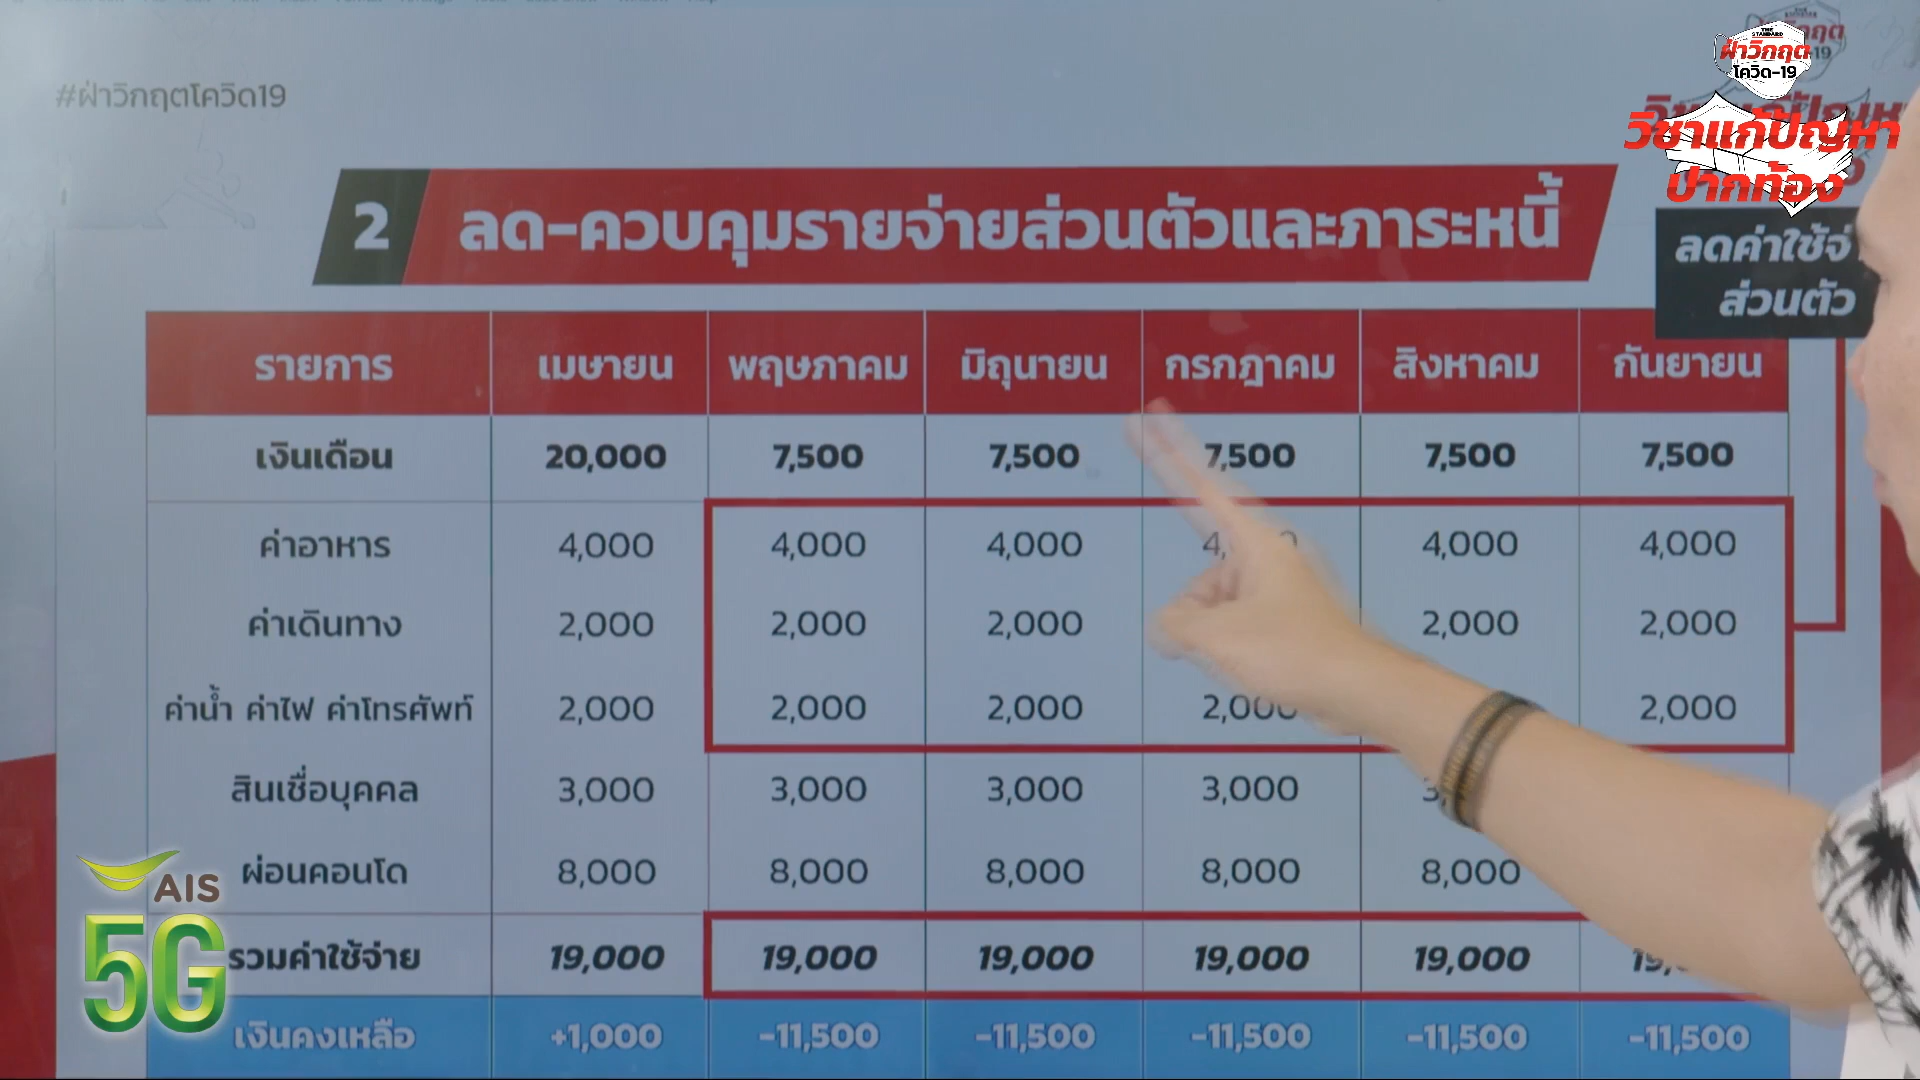 #ฝ่าวิกฤตโควิด19
THE STANDARD
ฝ่าวิกฤต
โควิด-19
วิชาแก้ปัญหา
ปากท้อง
2 ลด-ควบคุมรายจ่ายส่วนตัวและภาระหนี้
ลดค่าใช้จ่
ส่วนตัว
รายการ เมษายน พฤษภาคม มิถุนายน กรกฎาคม สิงหาคม กันยายน
เงินเดือน 20,000 7,500 7,500 7,500 7,500 7,500
ค่าอาหาร 4,000 4,000 4,000 4,000 4,000
ค่าเดินทาง 2,000 2,000 2,000 2,000 2,000
ค่าน้ำ ค่าไฟ ค่าโทรศัพท์ 2,000 2,000 2,000 2,000 2,000
สินเชื่อบุคคล 3,000 3,000 3,000 3,000
ผ่อนคอนโด 8,000 8,000 8,000 8,000 8,000
รวมค่าใช้จ่าย 19,000 19,000 19,000 19,000 19,000
เงินคงเหลือ +1,000 -11,500 -11,500 -11,500 -11,500 -11,500
AIS
5G